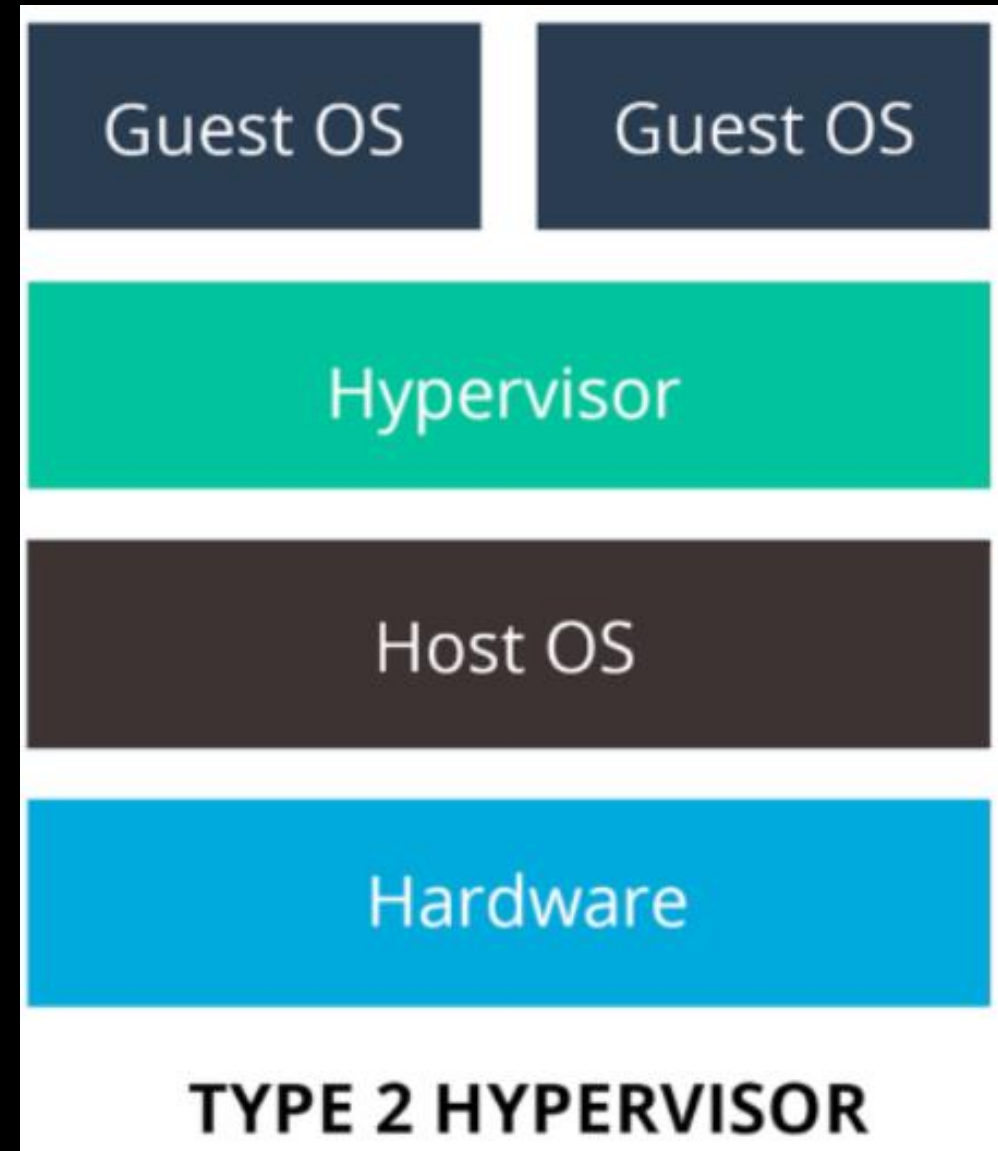 Guest OS Guest OS
Hypervisor
Host OS
Hardware
TYPE 2 HYPERVISOR